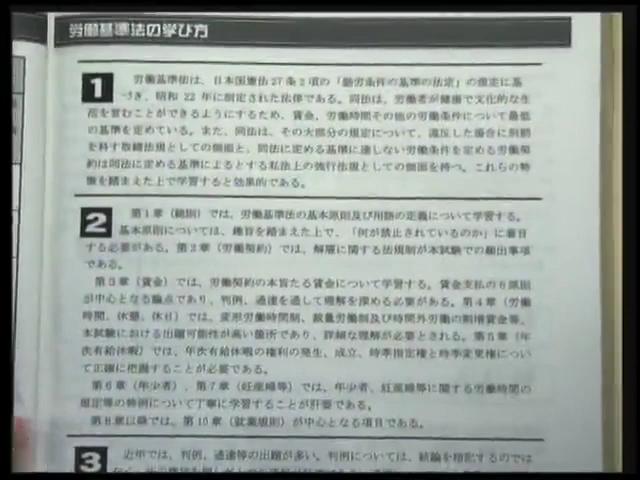 労働基準法の学び方
1
労働基準法は、日本国憲法27条2項の「勤労条件の基準の法定」の規定に基
づき、昭和22年に制定された法律である。同法は、労働者が健康で文化的な生
活を営むことができるようにするため、賃金、労働時間その他の労働条件について最低
の基準を定めている。また、同法は、その大部分の規定について、違反した場合に刑罰
を科す取締法規としての側面と、同法に定める基準に達しない労働条件を定める労働契
約は同法に定める基準によるとする私法上の強行法規としての側面を持つ。これらの特
徴を踏まえた上で学習すると効果的である。
2
第1章（総則）では、労働基準法の基本原則及び用語の定義について学習する。
基本原則については、趣旨を踏まえた上で、「何が禁止されているのか」に着目
する必要がある。第2章（労働契約）では、解雇に関する法規制が本試験での頻出事項
である。
第3章（賃金）では、労働契約の本旨たる賃金について学習する。賃金支払の5原則
が中心となる論点であり、判例、通達を通して理解を深める必要がある。第4章（労働
時間、休憩、休日）では、変形労働時間制、裁量労働制及び時間外労働の割増賃金等、
本試験における出題可能性が高い箇所であり、詳細な理解が必要とされる。第5章（年
次有給休暇）では、年次有給休暇の権利の発生、成立、時季指定権と時季変更権につい
て正確に把握することが必要である。
第6章（年少者）、第7章（妊産婦等）では、年少者、妊産婦等に関する労働時間の
規定等の特例について丁寧に学習することが肝要である。
第8章以降では、第10章（就業規則）が中心となる項目である。
3
近年では、判例、通達等の出題が多い。判例については、結論を暗記するのでは